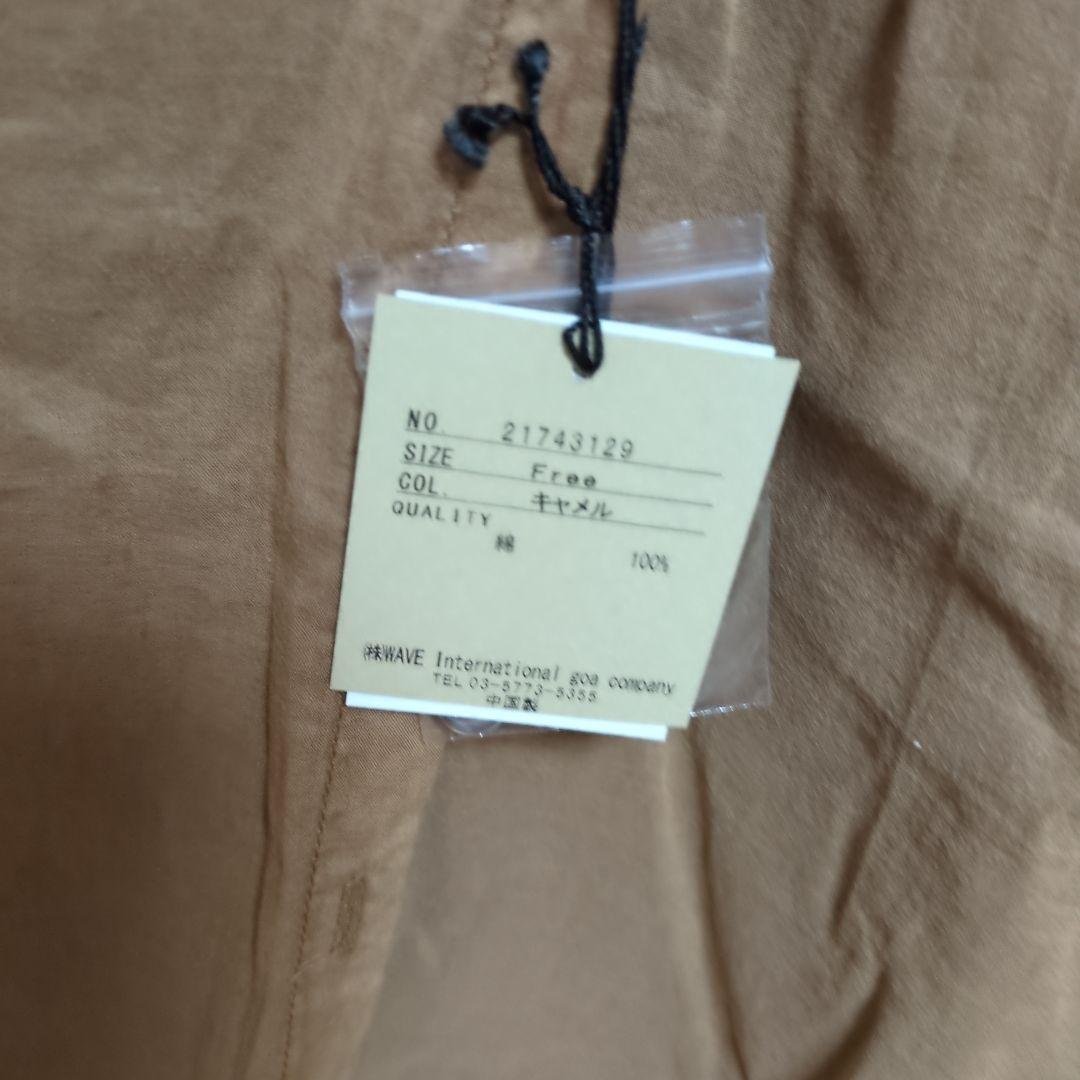 NO. 21743129
SIZE Free
COL. キャメル
QUALITY
綿 100%
㈱WAVE International goa company
TEL 03-5773-5355
中国製